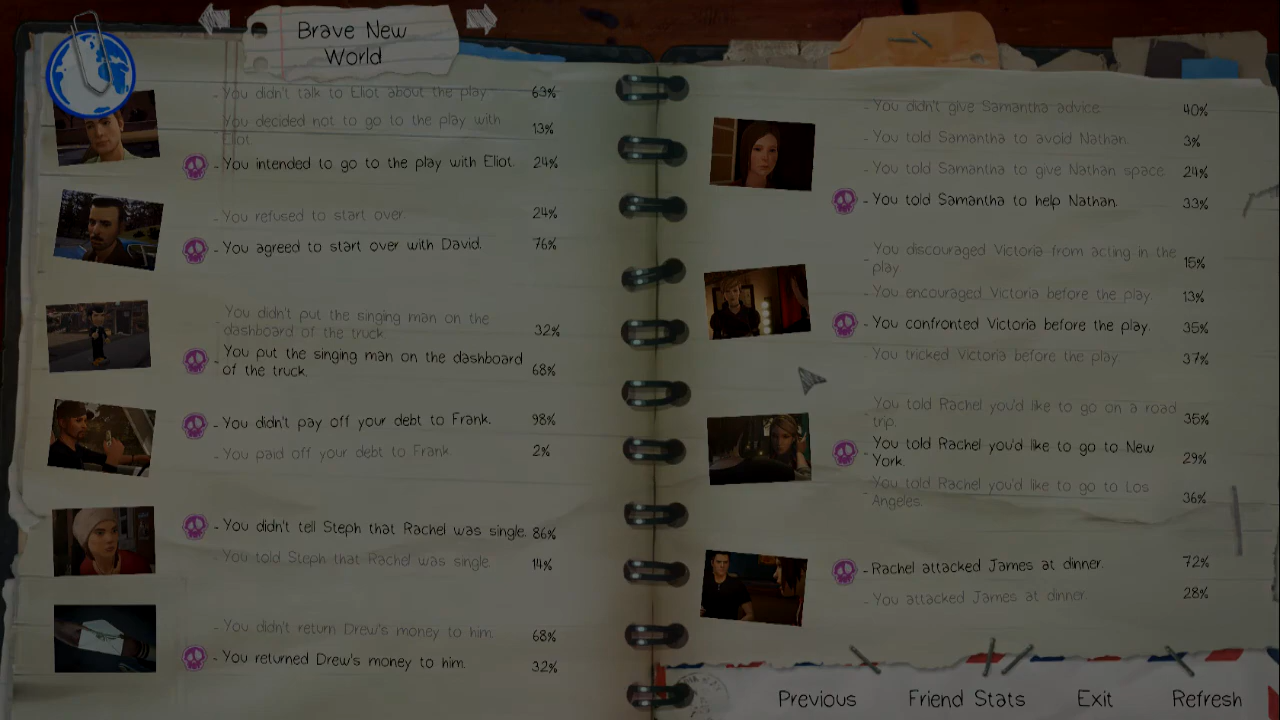 Brave New
World
- You didn't talk to Eliot about the play 63%
- You decided not to go to the play with
Eliot. 13%
- You intended to go to the play with Eliot. 24%
- You refused to start over 24%
- You agreed to start over with David. 76%
You didn't put the singing man on the
dashboard of the truck. 32%
- You put the singing man on the dashboard
of the truck. 68%
- You didn't pay off your debt to Frank. 98%
- You paid off your debt to Frank 2%
- You didn't tell Steph that Rachel was single. 86%
You told Steph that Rachel was single. 14%
- You didn't return Drew's money to him. 68%
- You returned Drew's money to him. 32%
- You didn't give Samantha advice. 40%
- You told Samantha to avoid Nathan. 3%
- You told Samantha to give Nathan space 24%
- You told Samantha to help Nathan. 33%
- You discouraged Victoria from acting in the
play 15%
- You encouraged Victoria before the play 13%
- You confronted Victoria before the play. 35%
- You tricked Victoria before the play. 37%
- You told Rachel you'd like to go on a road
trip. 35%
- You told Rachel you'd like to go to New
York. 29%
- You told Rachel you'd like to go to Los
Angeles. 36%
- Rachel attacked James at dinner. 72%
- You attacked James at dinner. 28%
Previous Friend Stats Exit Refresh